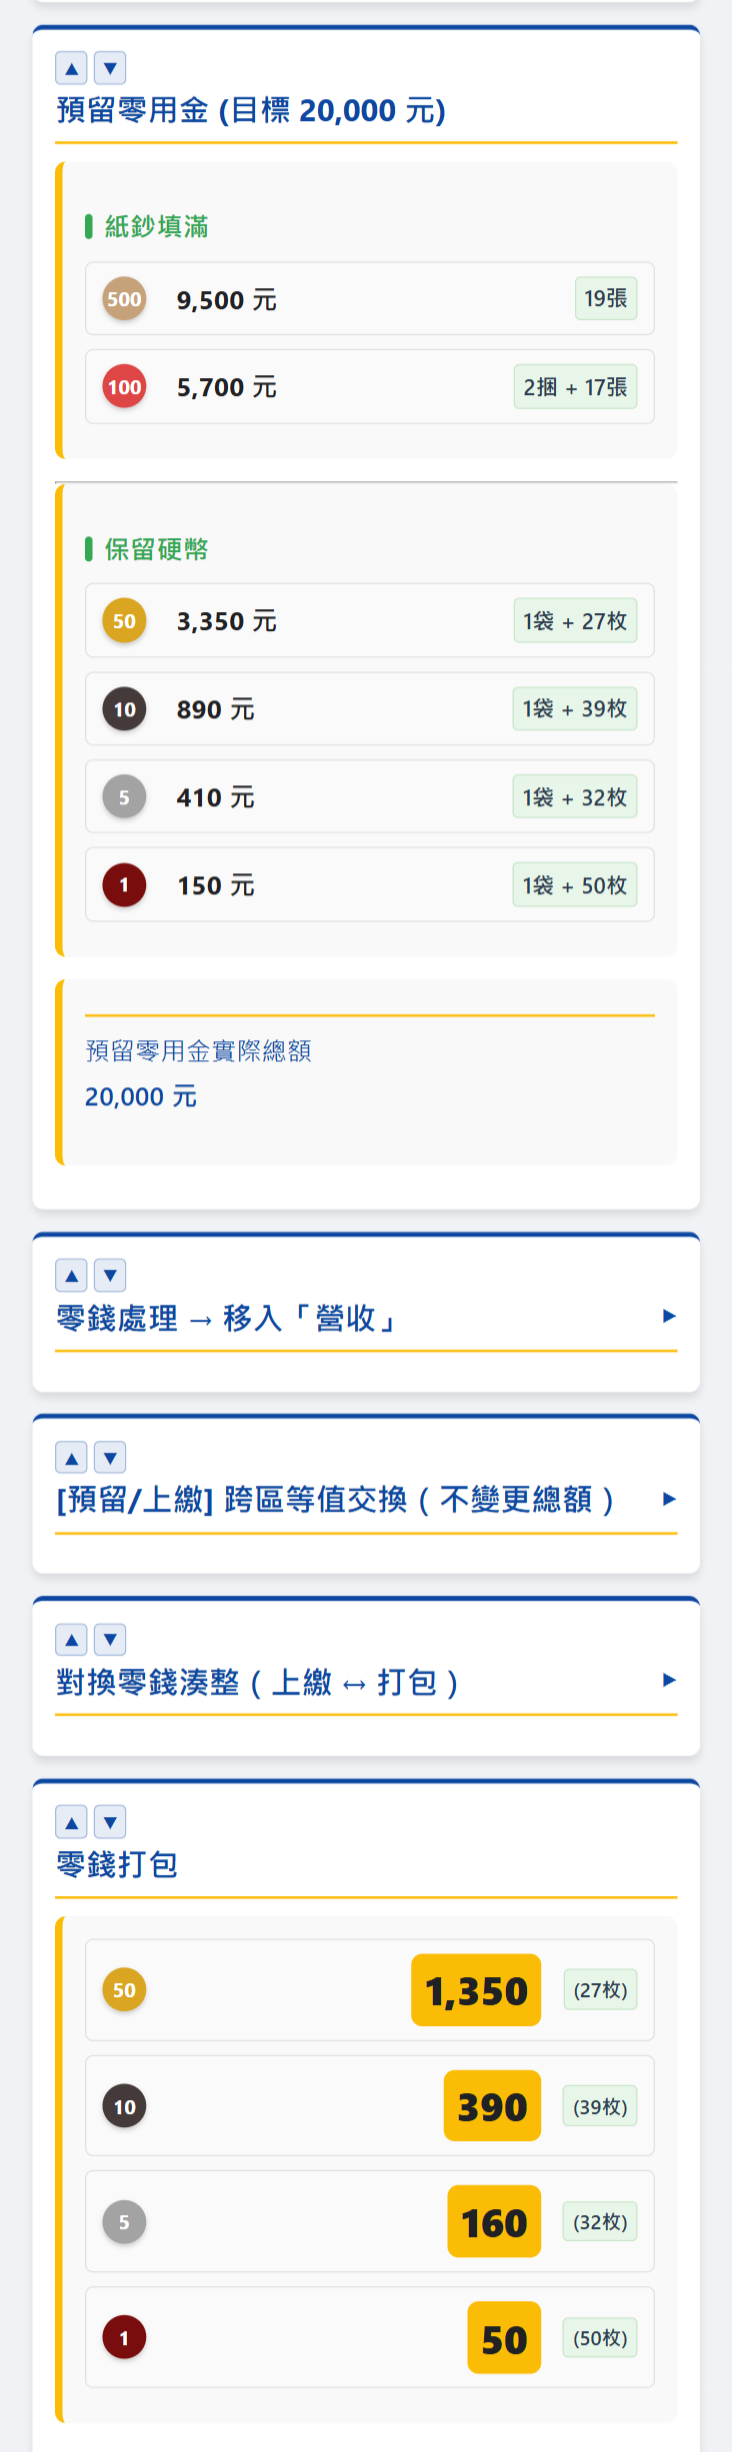 ▲ ▼
預留零用金 (目標 20,000 元)
紙鈔填滿
500 9,500 元 19張
100 5,700 元 2捆 + 17張
保留硬幣
50 3,350 元 1袋 + 27枚
10 890 元 1袋 + 39枚
5 410 元 1袋 + 32枚
1 150 元 1袋 + 50枚
預留零用金實際總額
20,000 元
▲ ▼
零錢處理 → 移入「營收」 ▶
▲ ▼
[預留/上繳] 跨區等值交換（不變更總額） ▶
▲ ▼
對換零錢湊整（上繳 ↔ 打包） ▶
▲ ▼
零錢打包
50 1,350 (27枚)
10 390 (39枚)
5 160 (32枚)
1 50 (50枚)